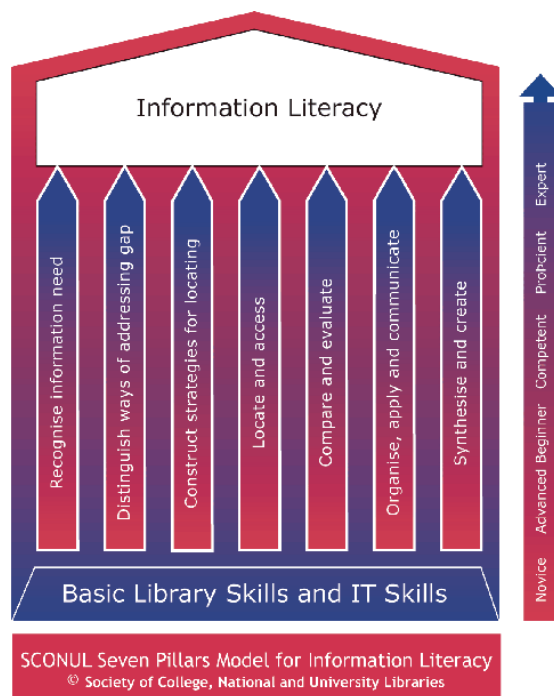 Information Literacy
Recognise information need
Distinguish ways of addressing gap
Construct strategies for locating
Locate and access
Compare and evaluate
Organise, apply and communicate
Synthesise and create
Novice Advanced Beginner Competent Proficient Expert
Basic Library Skills and IT Skills
SCONUL Seven Pillars Model for Information Literacy
© Society of College, National and University Libraries